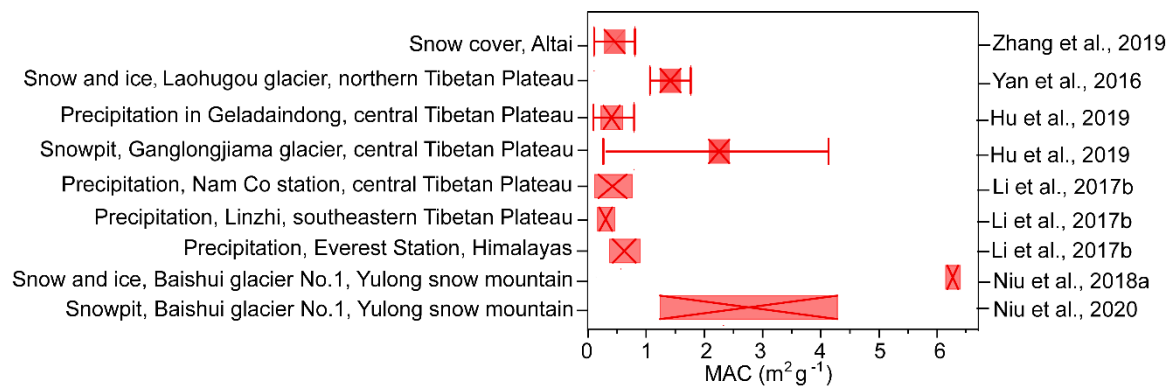 Snow cover, Altai Zhang et al., 2019
Snow and ice, Laohugou glacier, northern Tibetan Plateau Yan et al., 2016
Precipitation in Geladaindong, central Tibetan Plateau Hu et al., 2019
Snowpit, Ganglongjiama glacier, central Tibetan Plateau Hu et al., 2019
Precipitation, Nam Co station, central Tibetan Plateau Li et al., 2017b
Precipitation, Linzhi, southeastern Tibetan Plateau Li et al., 2017b
Precipitation, Everest Station, Himalayas Li et al., 2017b
Snow and ice, Baishui glacier No.1, Yulong snow mountain Niu et al., 2018a
Snowpit, Baishui glacier No.1, Yulong snow mountain Niu et al., 2020
0 1 2 3 4 5 6
MAC (m² g⁻¹)